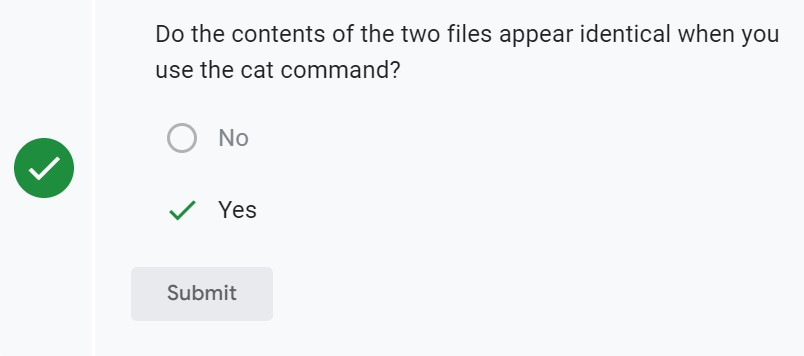 Do the contents of the two files appear identical when you
use the cat command?
No
Yes
Submit